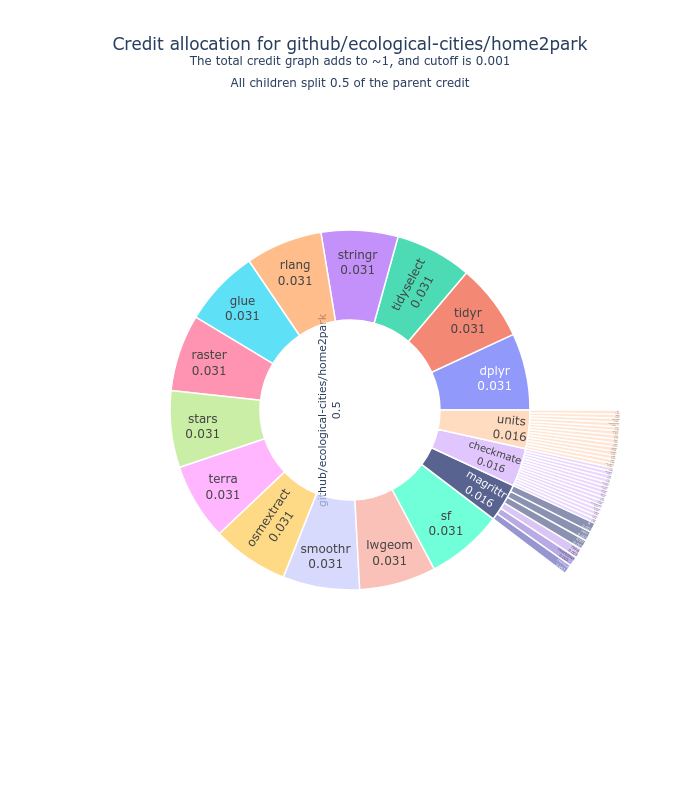 Credit allocation for github/ecological-cities/home2park
The total credit graph adds to ~1, and cutoff is 0.001
All children split 0.5 of the parent credit
stringr
0.031
tidyselect
0.031
tidyr
0.031
dplyr
0.031
units
0.016
checkmate
0.016
magrittr
0.016
sf
0.031
lwgeom
0.031
smoothr
0.031
osmextract
0.031
terra
0.031
stars
0.031
raster
0.031
glue
0.031
rlang
0.031
github/ecological-cities/home2park
0.5